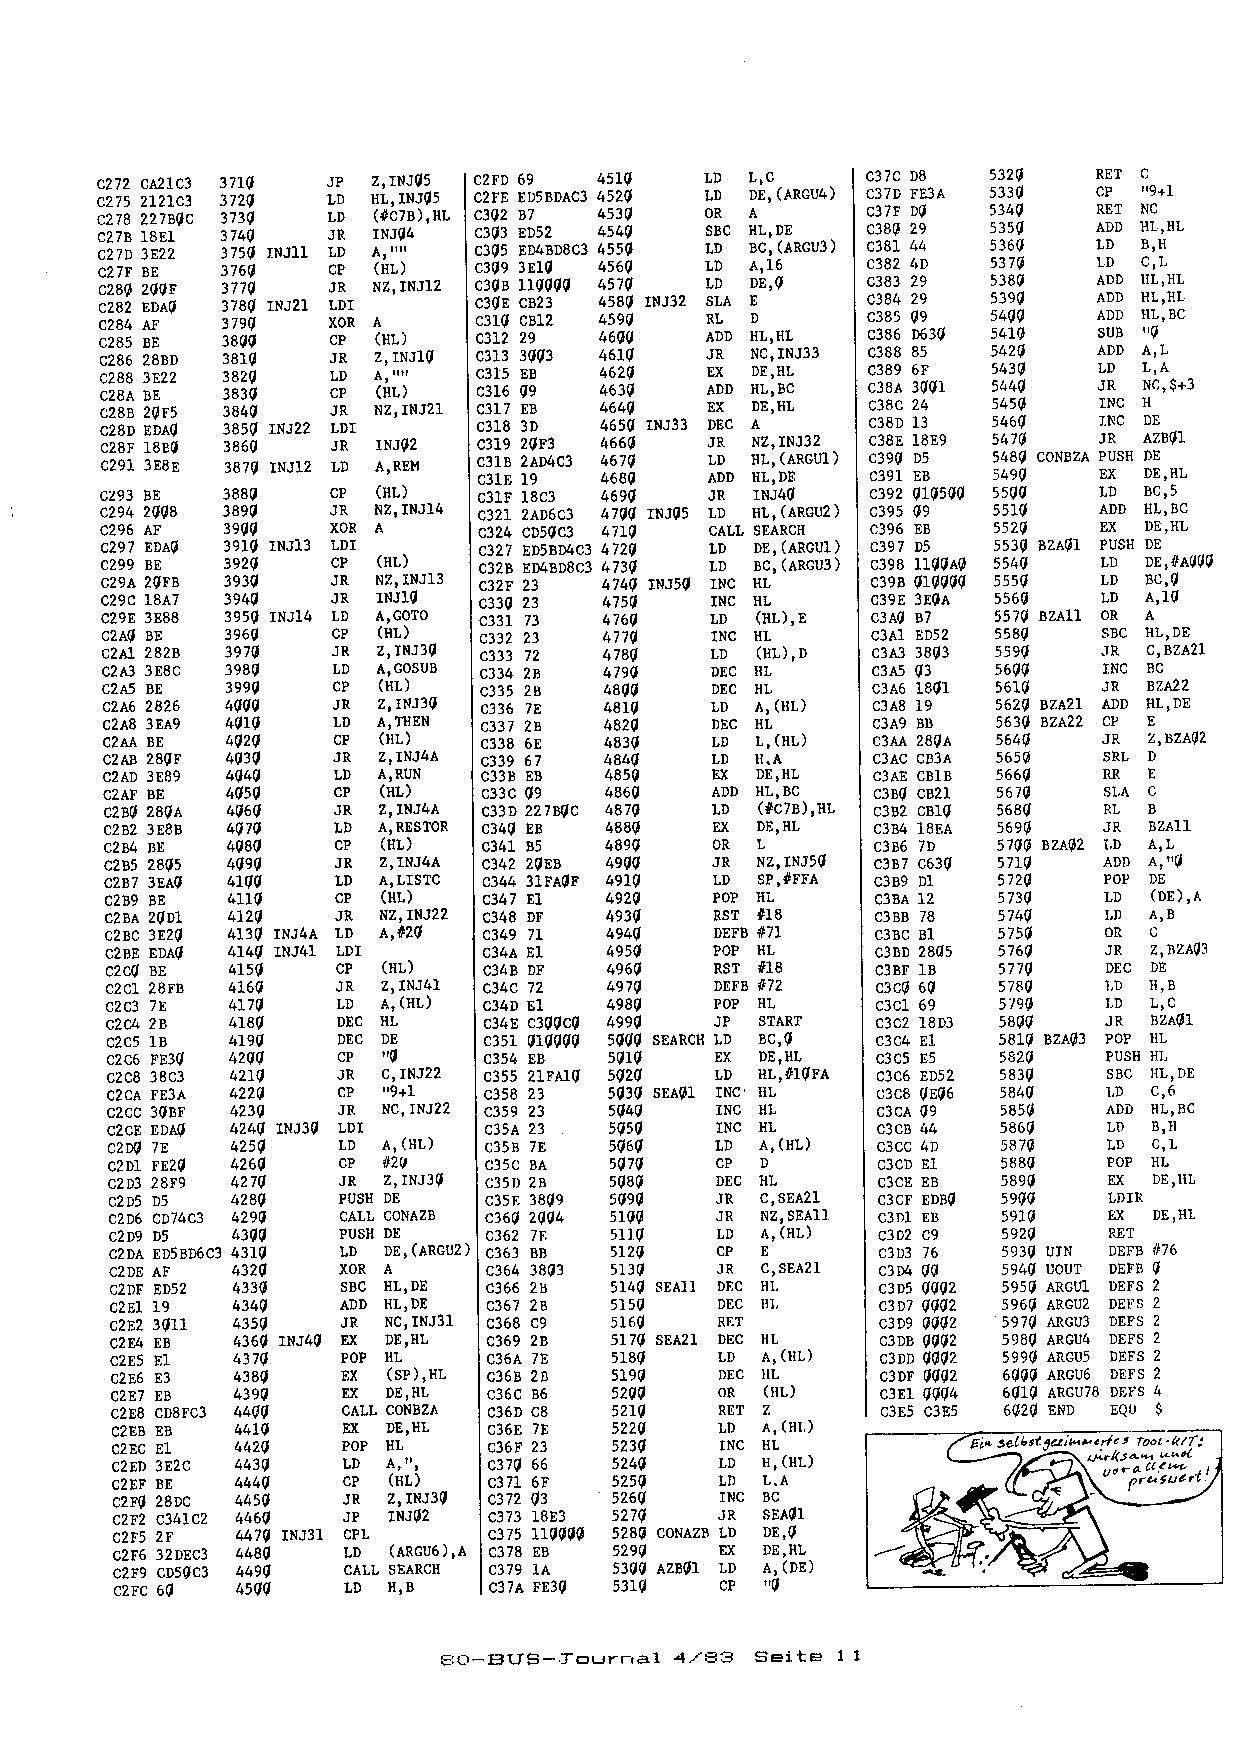 C272 CA21C3 3710 JP Z,INJ05
C275 2121C3 3720 LD HL,INJ05
C278 227B0C 3730 LD (#C7B),HL
C27B 18E1 3740 JR INJ04
C27D 3E22 3750 INJ11 LD A,""
C27F BE 3760 CP (HL)
C280 200F 3770 JR NZ,INJ12
C282 EDA0 3780 INJ21 LDI
C284 AF 3790 XOR A
C285 BE 3800 CP (HL)
C286 28BD 3810 JR Z,INJ10
C288 3E22 3820 LD A,""
C28A BE 3830 CP (HL)
C28B 20F5 3840 JR NZ,INJ21
C28D EDA0 3850 INJ22 LDI
C28F 18B0 3860 JR INJ02
C291 3E8E 3870 INJ12 LD A,REM
C293 BE 3880 CP (HL)
C294 2008 3890 JR NZ,INJ14
C296 AF 3900 XOR A
C297 EDA0 3910 INJ13 LDI
C299 BE 3920 CP (HL)
C29A 20FB 3930 JR NZ,INJ13
C29C 18A7 3940 JR INJ10
C29E 3E88 3950 INJ14 LD A,GOTO
C2A0 BE 3960 CP (HL)
C2A1 282B 3970 JR Z,INJ30
C2A3 3E8C 3980 LD A,GOSUB
C2A5 BE 3990 CP (HL)
C2A6 2826 4000 JR Z,INJ30
C2A8 3EA9 4010 LD A,THEN
C2AA BE 4020 CP (HL)
C2AB 280F 4030 JR Z,INJ4A
C2AD 3E89 4040 LD A,RUN
C2AF BE 4050 CP (HL)
C2B0 280A 4060 JR Z,INJ4A
C2B2 3E8B 4070 LD A,RESTOR
C2B4 BE 4080 CP (HL)
C2B5 2805 4090 JR Z,INJ4A
C2B7 3EA0 4100 LD A,LISTC
C2B9 BE 4110 CP (HL)
C2BA 20D1 4120 JR NZ,INJ22
C2BC 3E20 4130 INJ4A LD A,#20
C2BE EDA0 4140 INJ41 LDI
C2C0 BE 4150 CP (HL)
C2C1 28FB 4160 JR Z,INJ41
C2C3 7E 4170 LD A,(HL)
C2C4 2B 4180 DEC HL
C2C5 1B 4190 DEC DE
C2C6 FE30 4200 CP "0
C2C8 38C3 4210 JR C,INJ22
C2CA FE3A 4220 CP "9+1
C2CC 30BF 4230 JR NC,INJ22
C2CE EDA0 4240 INJ30 LDI
C2D0 7E 4250 LD A,(HL)
C2D1 FE20 4260 CP #20
C2D3 28F9 4270 JR Z,INJ30
C2D5 D5 4280 PUSH DE
C2D6 CD74C3 4290 CALL CONAZB
C2D9 D5 4300 PUSH DE
C2DA ED5BD6C3 4310 LD DE,(ARGU2)
C2DE AF 4320 XOR A
C2DF ED52 4330 SBC HL,DE
C2E1 19 4340 ADD HL,DE
C2E2 3011 4350 JR NC,INJ31
C2E4 EB 4360 INJ40 EX DE,HL
C2E5 E1 4370 POP HL
C2E6 E3 4380 EX (SP),HL
C2E7 EB 4390 EX DE,HL
C2E8 CD8FC3 4400 CALL CONBZA
C2EB EB 4410 EX DE,HL
C2EC E1 4420 POP HL
C2ED 3E2C 4430 LD A,",
C2EF BE 4440 CP (HL)
C2F0 28DC 4450 JR Z,INJ30
C2F2 C341C2 4460 JP INJ02
C2F5 2F 4470 INJ31 CPL
C2F6 32DEC3 4480 LD (ARGU6),A
C2F9 CD50C3 4490 CALL SEARCH
C2FC 60 4500 LD H,B
C2FD 69 4510 LD L,C
C2FE ED5BDAC3 4520 LD DE,(ARGU4)
C302 B7 4530 OR A
C303 ED52 4540 SBC HL,DE
C305 ED4BD8C3 4550 LD BC,(ARGU3)
C309 3E10 4560 LD A,16
C30B 110000 4570 LD DE,0
C30E CB23 4580 INJ32 SLA E
C310 CB12 4590 RL D
C312 29 4600 ADD HL,HL
C313 3003 4610 JR NC,INJ33
C315 EB 4620 EX DE,HL
C316 09 4630 ADD HL,BC
C317 EB 4640 EX DE,HL
C318 3D 4650 INJ33 DEC A
C319 20F3 4660 JR NZ,INJ32
C31B 2AD4C3 4670 LD HL,(ARGU1)
C31E 19 4680 ADD HL,DE
C31F 18C3 4690 JR INJ40
C321 2AD6C3 4700 INJ05 LD HL,(ARGU2)
C324 CD50C3 4710 CALL SEARCH
C327 ED5BD4C3 4720 LD DE,(ARGU1)
C32B ED4BD8C3 4730 LD BC,(ARGU3)
C32F 23 4740 INJ50 INC HL
C330 23 4750 INC HL
C331 73 4760 LD (HL),E
C332 23 4770 INC HL
C333 72 4780 LD (HL),D
C334 2B 4790 DEC HL
C335 2B 4800 DEC HL
C336 7E 4810 LD A,(HL)
C337 2B 4820 DEC HL
C338 6E 4830 LD L,(HL)
C339 67 4840 LD H.A
C33B EB 4850 EX DE,HL
C33C 09 4860 ADD HL,BC
C33D 227B0C 4870 LD (#C7B),HL
C340 EB 4880 EX DE,HL
C341 B5 4890 OR L
C342 20EB 4900 JR NZ,INJ50
C344 31FA0F 4910 LD SP,#FFA
C347 E1 4920 POP HL
C348 DF 4930 RST #18
C349 71 4940 DEFB #71
C34A E1 4950 POP HL
C34B DF 4960 RST #18
C34C 72 4970 DEFB #72
C34D E1 4980 POP HL
C34E C300C0 4990 JP START
C351 010000 5000 SEARCH LD BC,0
C354 EB 5010 EX DE,HL
C355 21FA10 5020 LD HL,#10FA
C358 23 5030 SEA01 INC HL
C359 23 5040 INC HL
C35A 23 5050 INC HL
C35B 7E 5060 LD A,(HL)
C35C BA 5070 CP D
C35D 2B 5080 DEC HL
C35E 3809 5090 JR C,SEA21
C360 2004 5100 JR NZ,SEA11
C362 7E 5110 LD A,(HL)
C363 BB 5120 CP E
C364 3803 5130 JR C,SEA21
C366 2B 5140 SEA11 DEC HL
C367 2B 5150 DEC HL
C368 C9 5160 RET
C369 2B 5170 SEA21 DEC HL
C36A 7E 5180 LD A,(HL)
C36B 2B 5190 DEC HL
C36C B6 5200 OR (HL)
C36D C8 5210 RET Z
C36E 7E 5220 LD A,(HL)
C36F 23 5230 INC HL
C370 66 5240 LD H,(HL)
C371 6F 5250 LD L.A
C372 03 5260 INC BC
C373 18E3 5270 JR SEA01
C375 110000 5280 CONAZB LD DE,0
C378 EB 5290 EX DE,HL
C379 1A 5300 AZB01 LD A,(DE)
C37A FE30 5310 CP "0
C37C D8 5320 RET C
C37D FE3A 5330 CP "9+1
C37F D0 5340 RET NC
C380 29 5350 ADD HL,HL
C381 44 5360 LD B,H
C382 4D 5370 LD C,L
C383 29 5380 ADD HL,HL
C384 29 5390 ADD HL,HL
C385 09 5400 ADD HL,BC
C386 D630 5410 SUB "0
C388 85 5420 ADD A,L
C389 6F 5430 LD L,A
C38A 3001 5440 JR NC,$+3
C38C 24 5450 INC H
C38D 13 5460 INC DE
C38E 18E9 5470 JR AZB01
C390 D5 5480 CONBZA PUSH DE
C391 EB 5490 EX DE,HL
C392 010500 5500 LD BC,5
C395 09 5510 ADD HL,BC
C396 EB 5520 EX DE,HL
C397 D5 5530 BZA01 PUSH DE
C398 1100A0 5540 LD DE,#A000
C39B 010000 5550 LD BC,0
C39E 3E0A 5560 LD A,10
C3A0 B7 5570 BZA11 OR A
C3A1 ED52 5580 SBC HL,DE
C3A3 3803 5590 JR C,BZA21
C3A5 03 5600 INC BC
C3A6 1801 5610 JR BZA22
C3A8 19 5620 BZA21 ADD HL,DE
C3A9 BB 5630 BZA22 CP E
C3AA 280A 5640 JR Z,BZA02
C3AC CB3A 5650 SRL D
C3AE CB1B 5660 RR E
C3B0 CB21 5670 SLA C
C3B2 CB10 5680 RL B
C3B4 18EA 5690 JR BZA11
C3B6 7D 5700 BZA02 LD A,L
C3B7 C630 5710 ADD A,"0
C3B9 D1 5720 POP DE
C3BA 12 5730 LD (DE),A
C3BB 78 5740 LD A,B
C3BC B1 5750 OR C
C3BD 2805 5760 JR Z,BZA03
C3BF 1B 5770 DEC DE
C3C0 60 5780 LD H,B
C3C1 69 5790 LD L,C
C3C2 18D3 5800 JR BZA01
C3C4 E1 5810 BZA03 POP HL
C3C5 E5 5820 PUSH HL
C3C6 ED52 5830 SBC HL,DE
C3C8 0E06 5840 LD C,6
C3CA 09 5850 ADD HL,BC
C3CB 44 5860 LD B,H
C3CC 4D 5870 LD C,L
C3CD E1 5880 POP HL
C3CE EB 5890 EX DE,HL
C3CF EDB0 5900 LDIR
C3D1 EB 5910 EX DE,HL
C3D2 C9 5920 RET
C3D3 76 5930 UIN DEFB #76
C3D4 00 5940 UOUT DEFB 0
C3D5 0002 5950 ARGU1 DEFS 2
C3D7 0002 5960 ARGU2 DEFS 2
C3D9 0002 5970 ARGU3 DEFS 2
C3DB 0002 5980 ARGU4 DEFS 2
C3DD 0002 5990 ARGU5 DEFS 2
C3DF 0002 6000 ARGU6 DEFS 2
C3E1 0004 6010 ARGU78 DEFS 4
C3E5 C3E5 6020 END EQU $
Ein selbstgezimmertes Tool-KIT:
wirksam und
vor allem
preiswert!
80-BUS-Journal 4/83 Seite 11